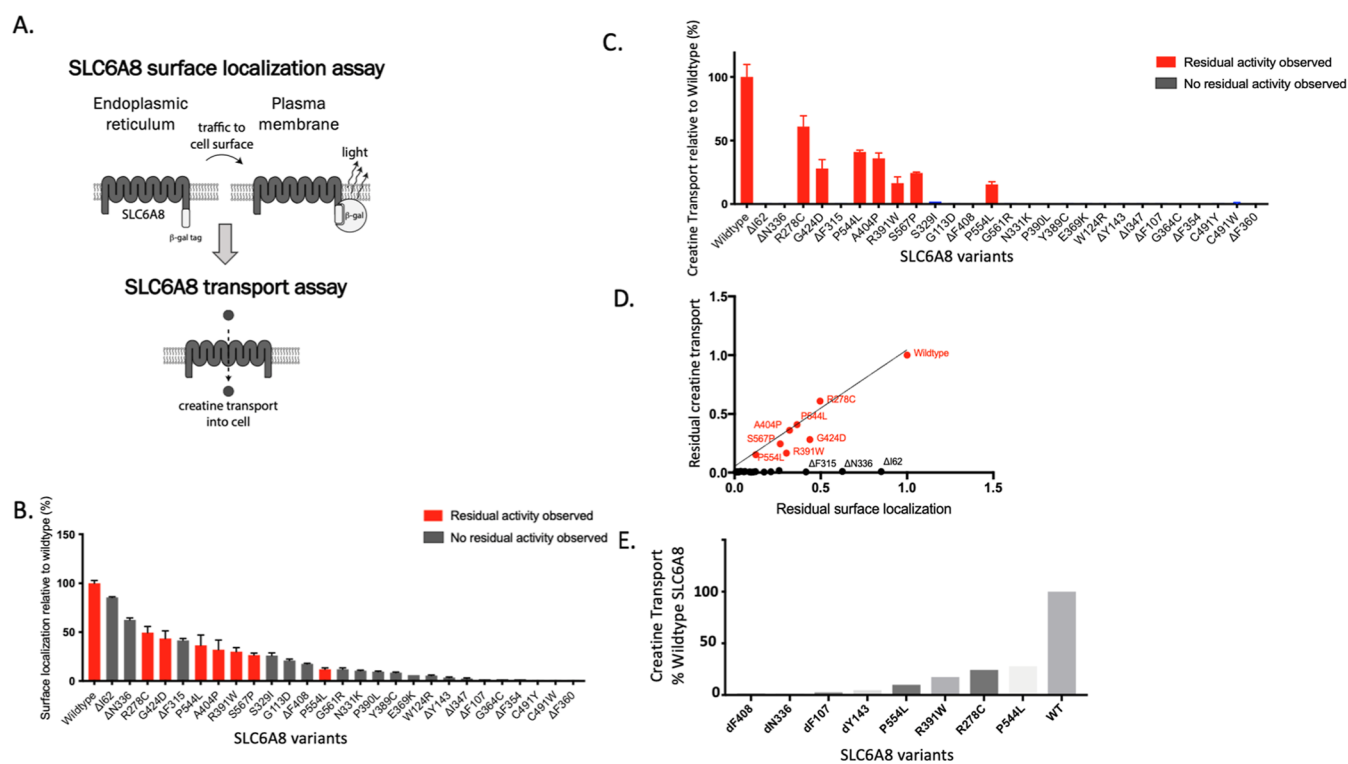 A.
SLC6A8 surface localization assay
Endoplasmic
reticulum
Plasma
membrane
traffic to
cell surface
light
SLC6A8
β-gal
β-gal tag
SLC6A8 transport assay
creatine transport
into cell
B.
Surface localization relative to wildtype (%)
150
100
50
0
Residual activity observed
No residual activity observed
Wildtype
ΔI62
ΔN336
R278C
G424D
ΔF315
P544L
A404P
R391W
S567P
S329I
G113D
ΔF408
P554L
G561R
N331K
P390L
Y389C
E369K
W124R
ΔY143
ΔI347
ΔF107
G364C
ΔF354
C491Y
C491W
ΔF360
SLC6A8 variants
C.
Creatine Transport relative to Wildtype (%)
100
50
0
Residual activity observed
No residual activity observed
Wildtype
ΔI62
ΔN336
R278C
G424D
ΔF315
P544L
A404P
R391W
S567P
S329I
G113D
ΔF408
P554L
G561R
N331K
P390L
Y389C
E369K
W124R
ΔY143
ΔI347
ΔF107
G364C
ΔF354
C491Y
C491W
ΔF360
SLC6A8 variants
D.
Residual creatine transport
1.5
1.0
0.5
0.0
Wildtype
R278C
P544L
A404P
G424D
S567P
R391W
P554L
ΔF315
ΔN336
ΔI62
0.0
0.5
1.0
1.5
Residual surface localization
E.
Creatine Transport
% Wildtype SLC6A8
100
50
0
dF408
dN336
dF107
dY143
P554L
R391W
R278C
P544L
WT
SLC6A8 variants